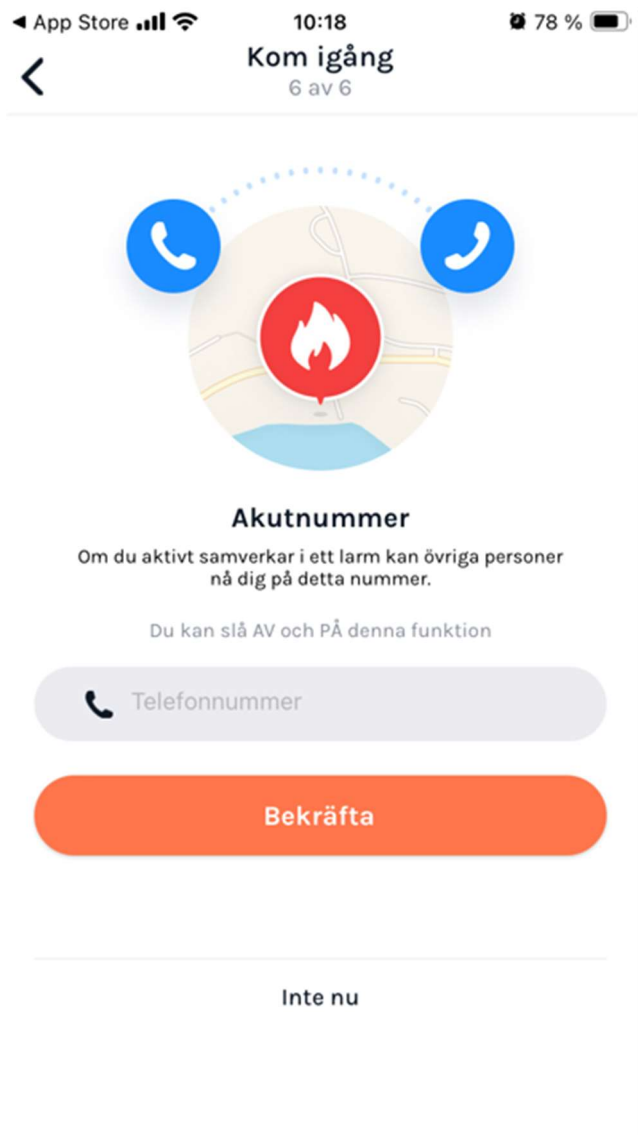 App Store 10:18 78 %
Kom igång
6 av 6
Akutnummer
Om du aktivt samverkar i ett larm kan övriga personer
nå dig på detta nummer.
Du kan slå AV och PÅ denna funktion
Telefonnummer
Bekräfta
Inte nu